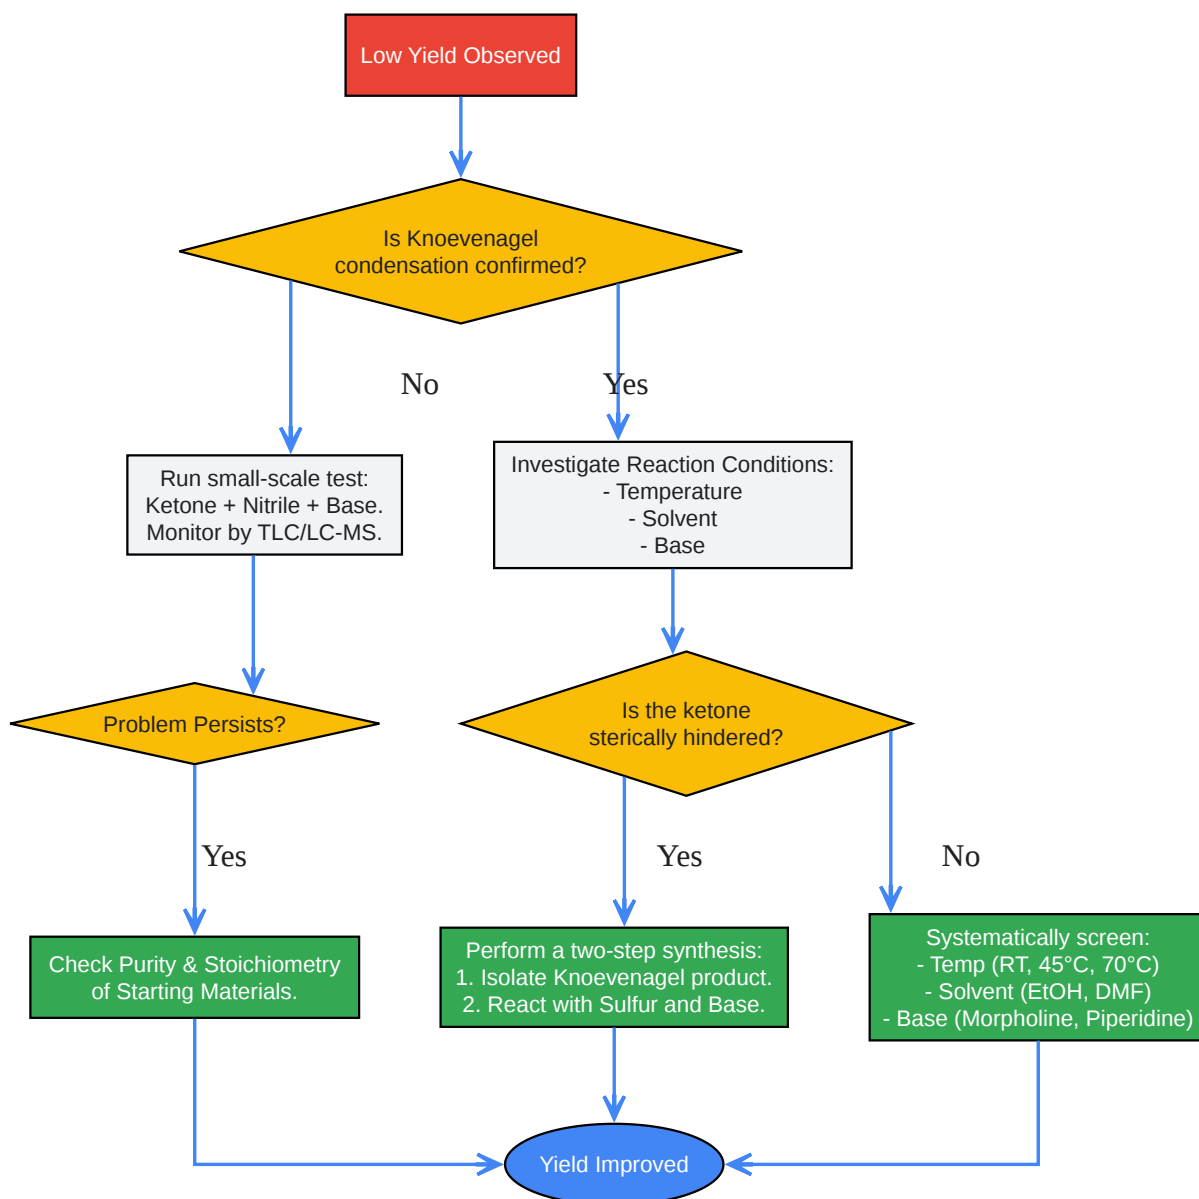 Low Yield Observed
Is Knoevenagel
condensation confirmed?
No
Yes
Run small-scale test:
Ketone + Nitrile + Base.
Monitor by TLC/LC-MS.
Investigate Reaction Conditions:
- Temperature
- Solvent
- Base
Problem Persists?
Is the ketone
sterically hindered?
Yes
Yes
No
Check Purity & Stoichiometry
of Starting Materials.
Perform a two-step synthesis:
1. Isolate Knoevenagel product.
2. React with Sulfur and Base.
Systematically screen:
- Temp (RT, 45°C, 70°C)
- Solvent (EtOH, DMF)
- Base (Morpholine, Piperidine)
Yield Improved